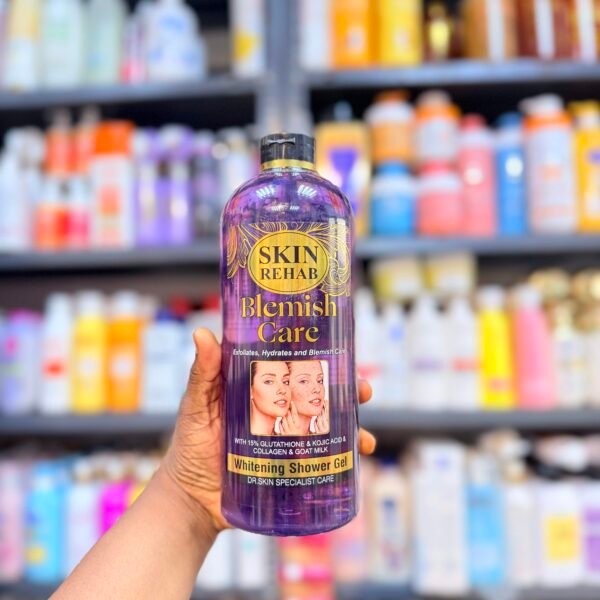 SKIN
REHAB
Blemish
Care
Exfoliates, Hydrates and Blemish Care
WITH 15% GLUTATHIONE & KOJIC ACID &
COLLAGEN & GOAT MILK
Whitening Shower Gel
DR.SKIN SPECIALIST CARE